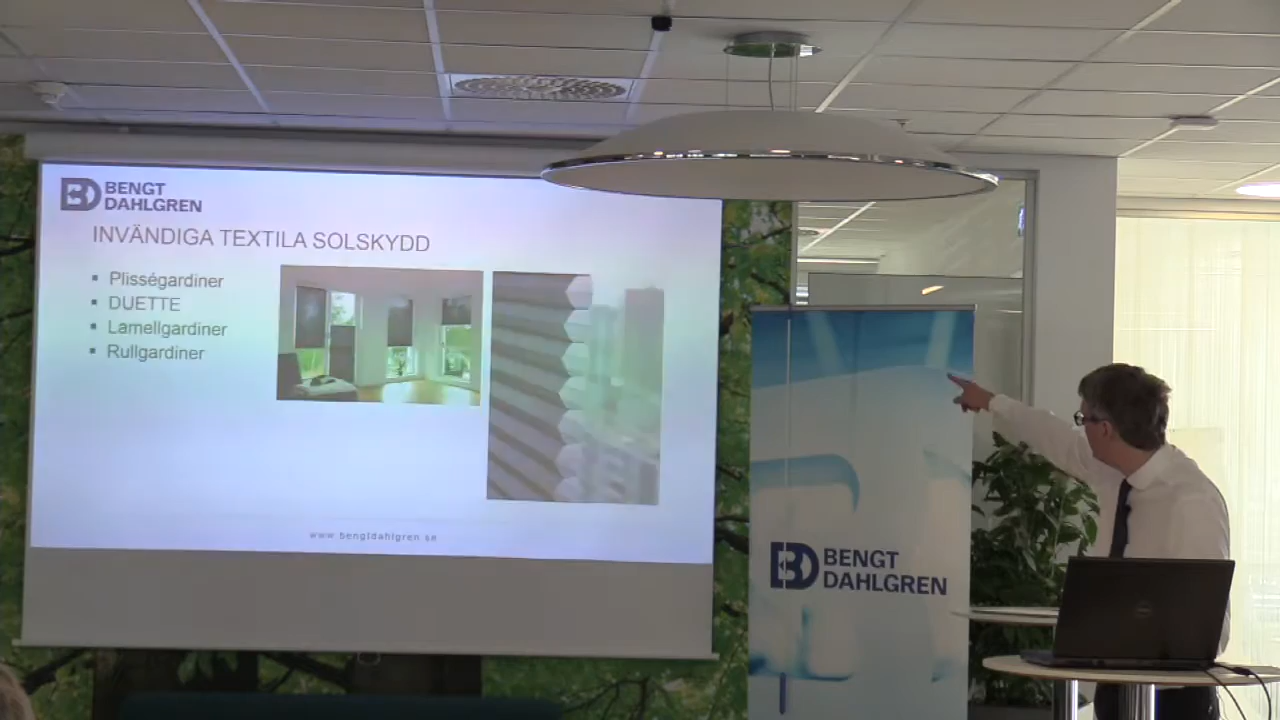 BENGT
DAHLGREN
INVÄNDIGA TEXTILA SOLSKYDD
Plisségardiner
DUETTE
Lamellgardiner
Rullgardiner
www.bengtdahlgren.se
BENGT
DAHLGREN